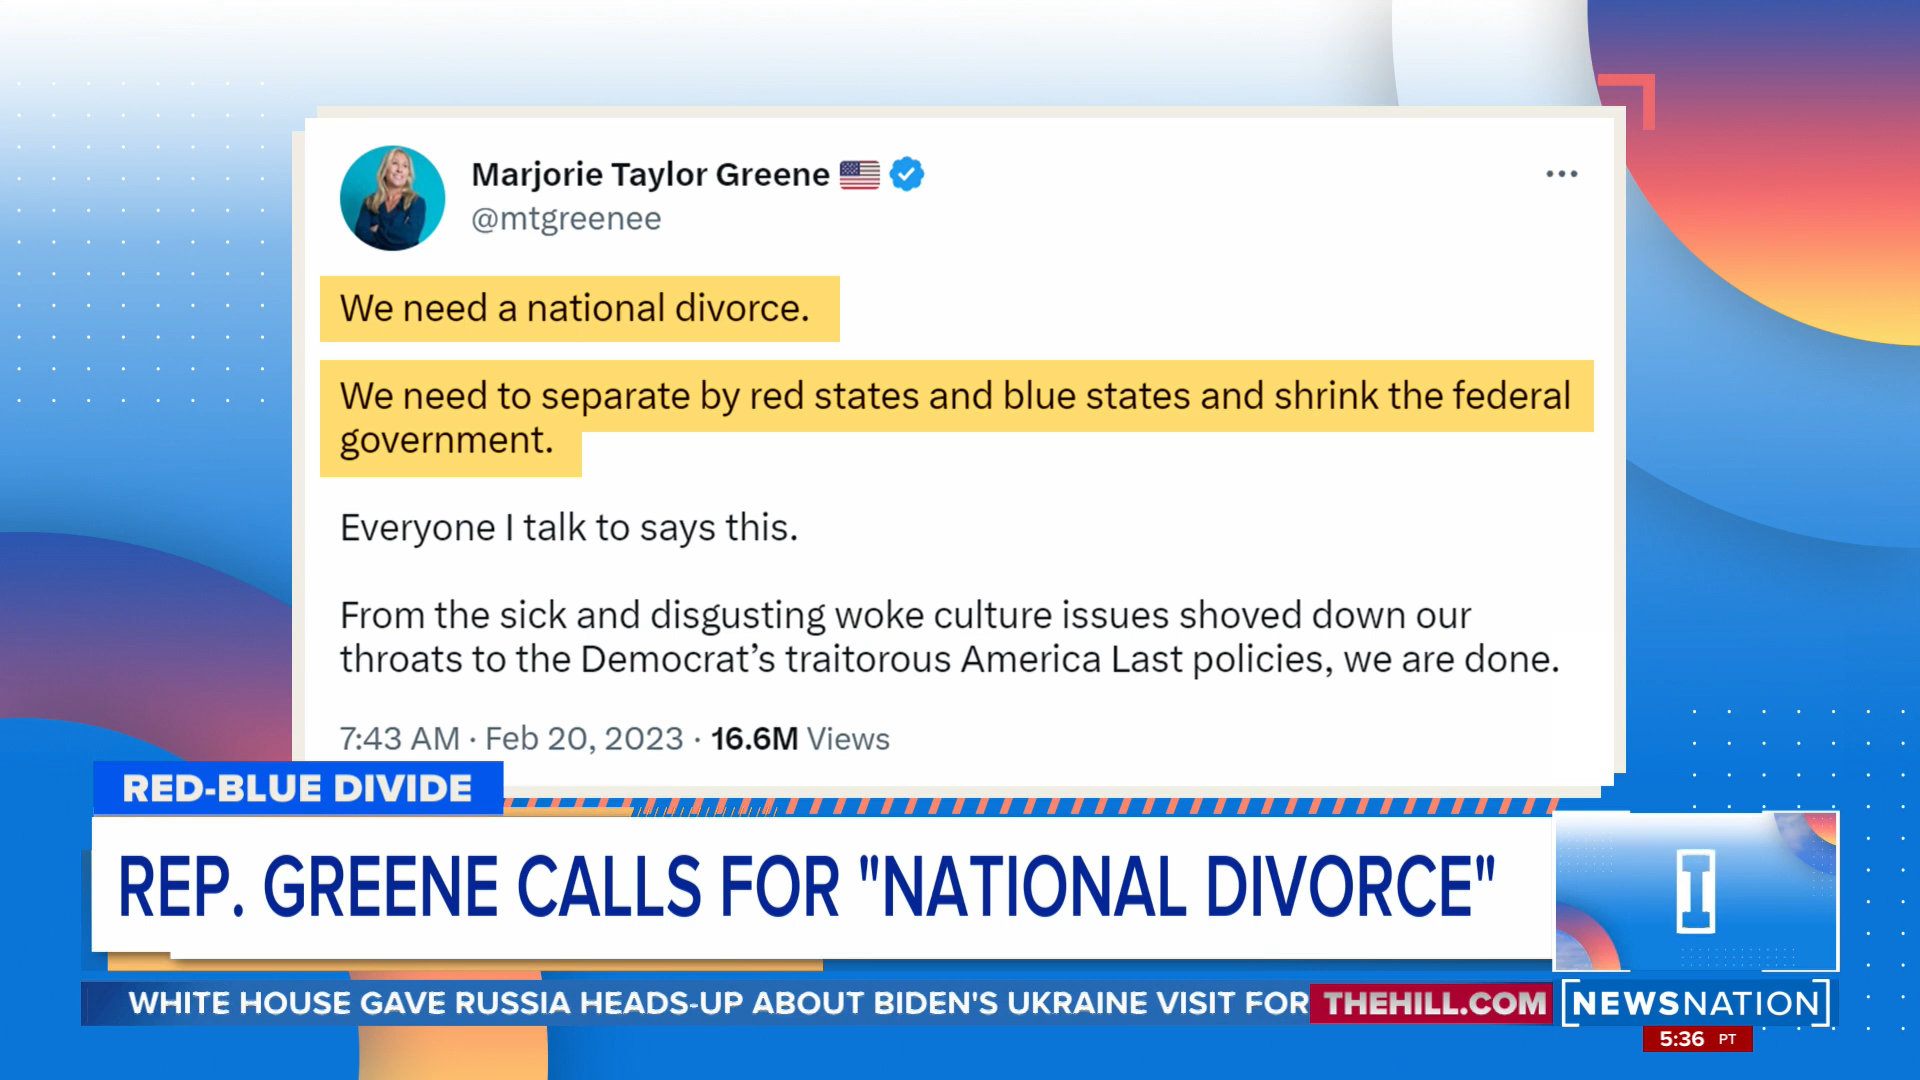 Marjorie Taylor Greene
@mtgreenee
We need a national divorce.
We need to separate by red states and blue states and shrink the federal
government.
Everyone I talk to says this.
From the sick and disgusting woke culture issues shoved down our
throats to the Democrat’s traitorous America Last policies, we are done.
7:43 AM · Feb 20, 2023 · 16.6M Views
RED-BLUE DIVIDE
REP. GREENE CALLS FOR "NATIONAL DIVORCE"
I
WHITE HOUSE GAVE RUSSIA HEADS-UP ABOUT BIDEN'S UKRAINE VISIT FOR
THEHILL.COM
[NEWSNATION]
5:36 PT